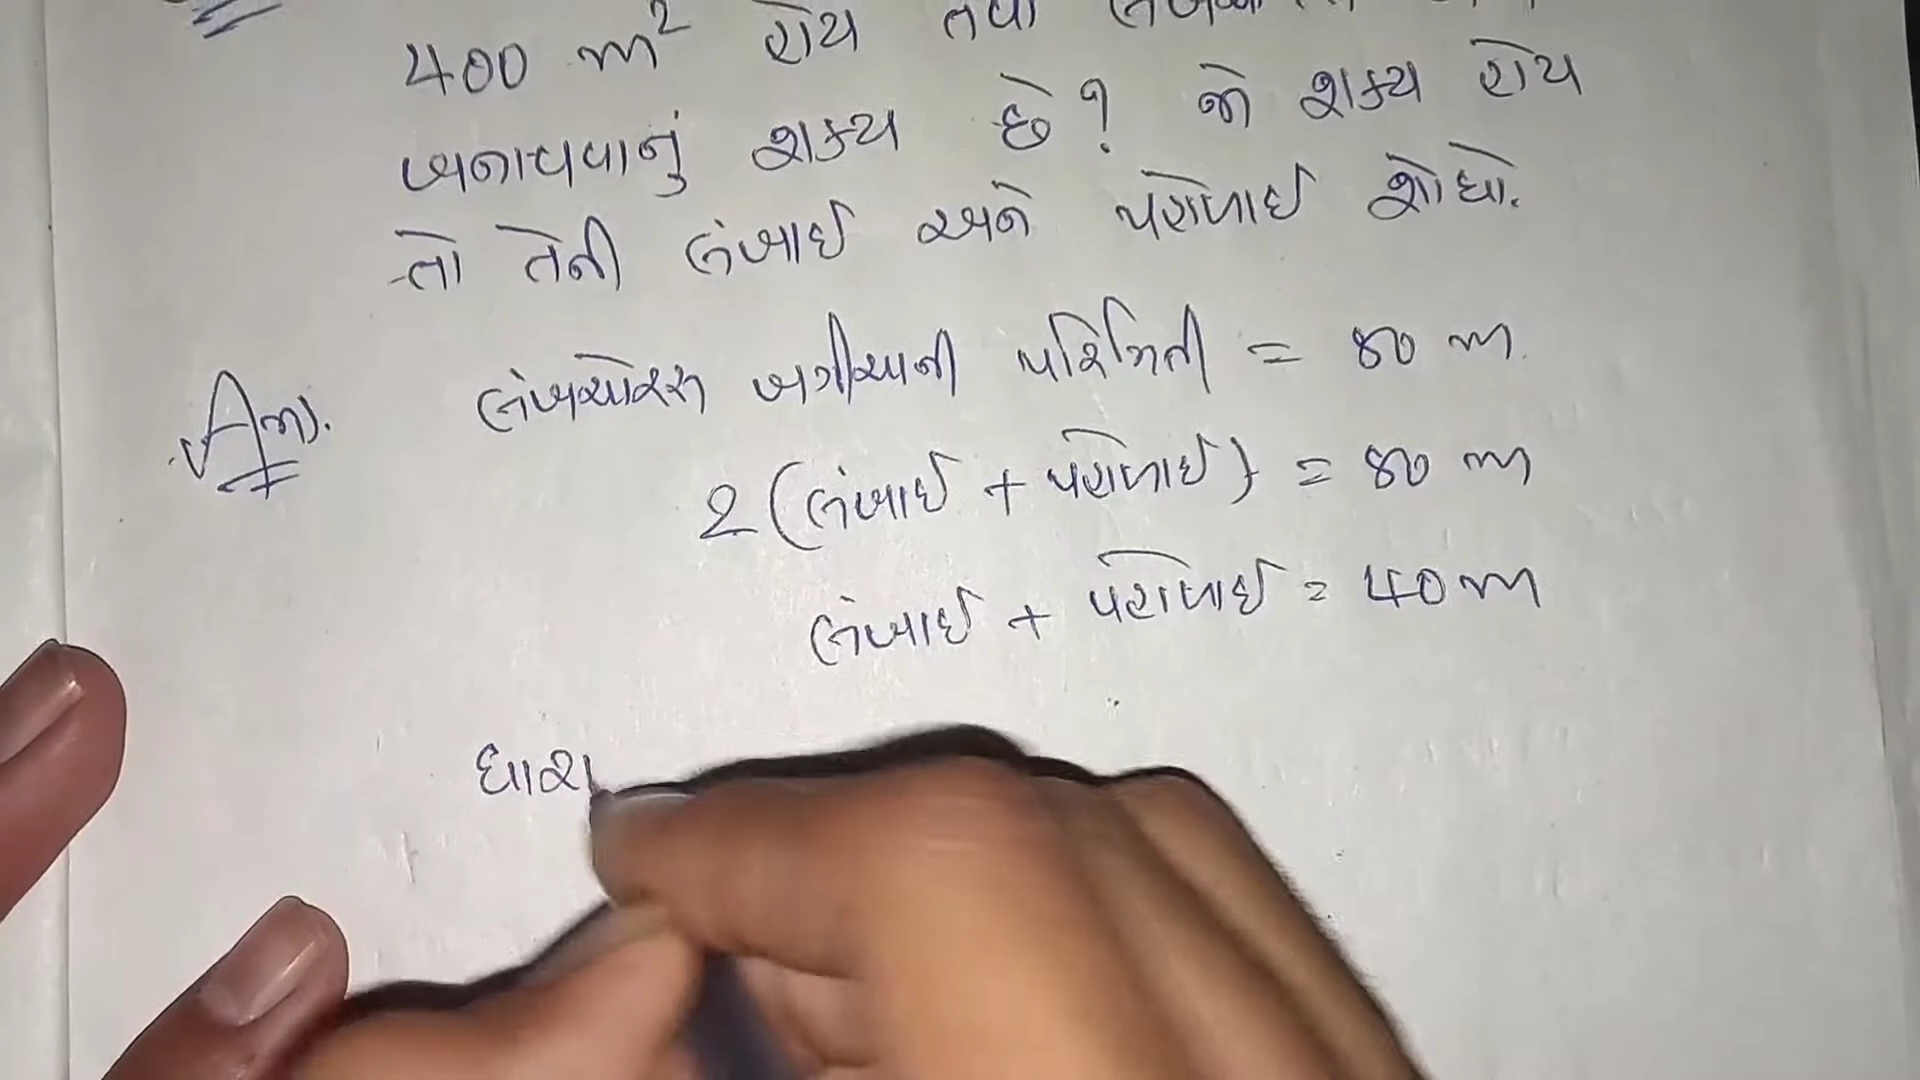 400 m² હોય તથા
બનાવવાનું શક્ય છે? જો શક્ય હોય
તો તેની લંબાઈ અને પહોળાઈ શોધો.
Ans. લંબચોરસ બગીચાની પરિમિતી = 80 m.
2 (લંબાઈ + પહોળાઈ) = 80 m
લંબાઈ + પહોળાઈ = 40 m
ધારા